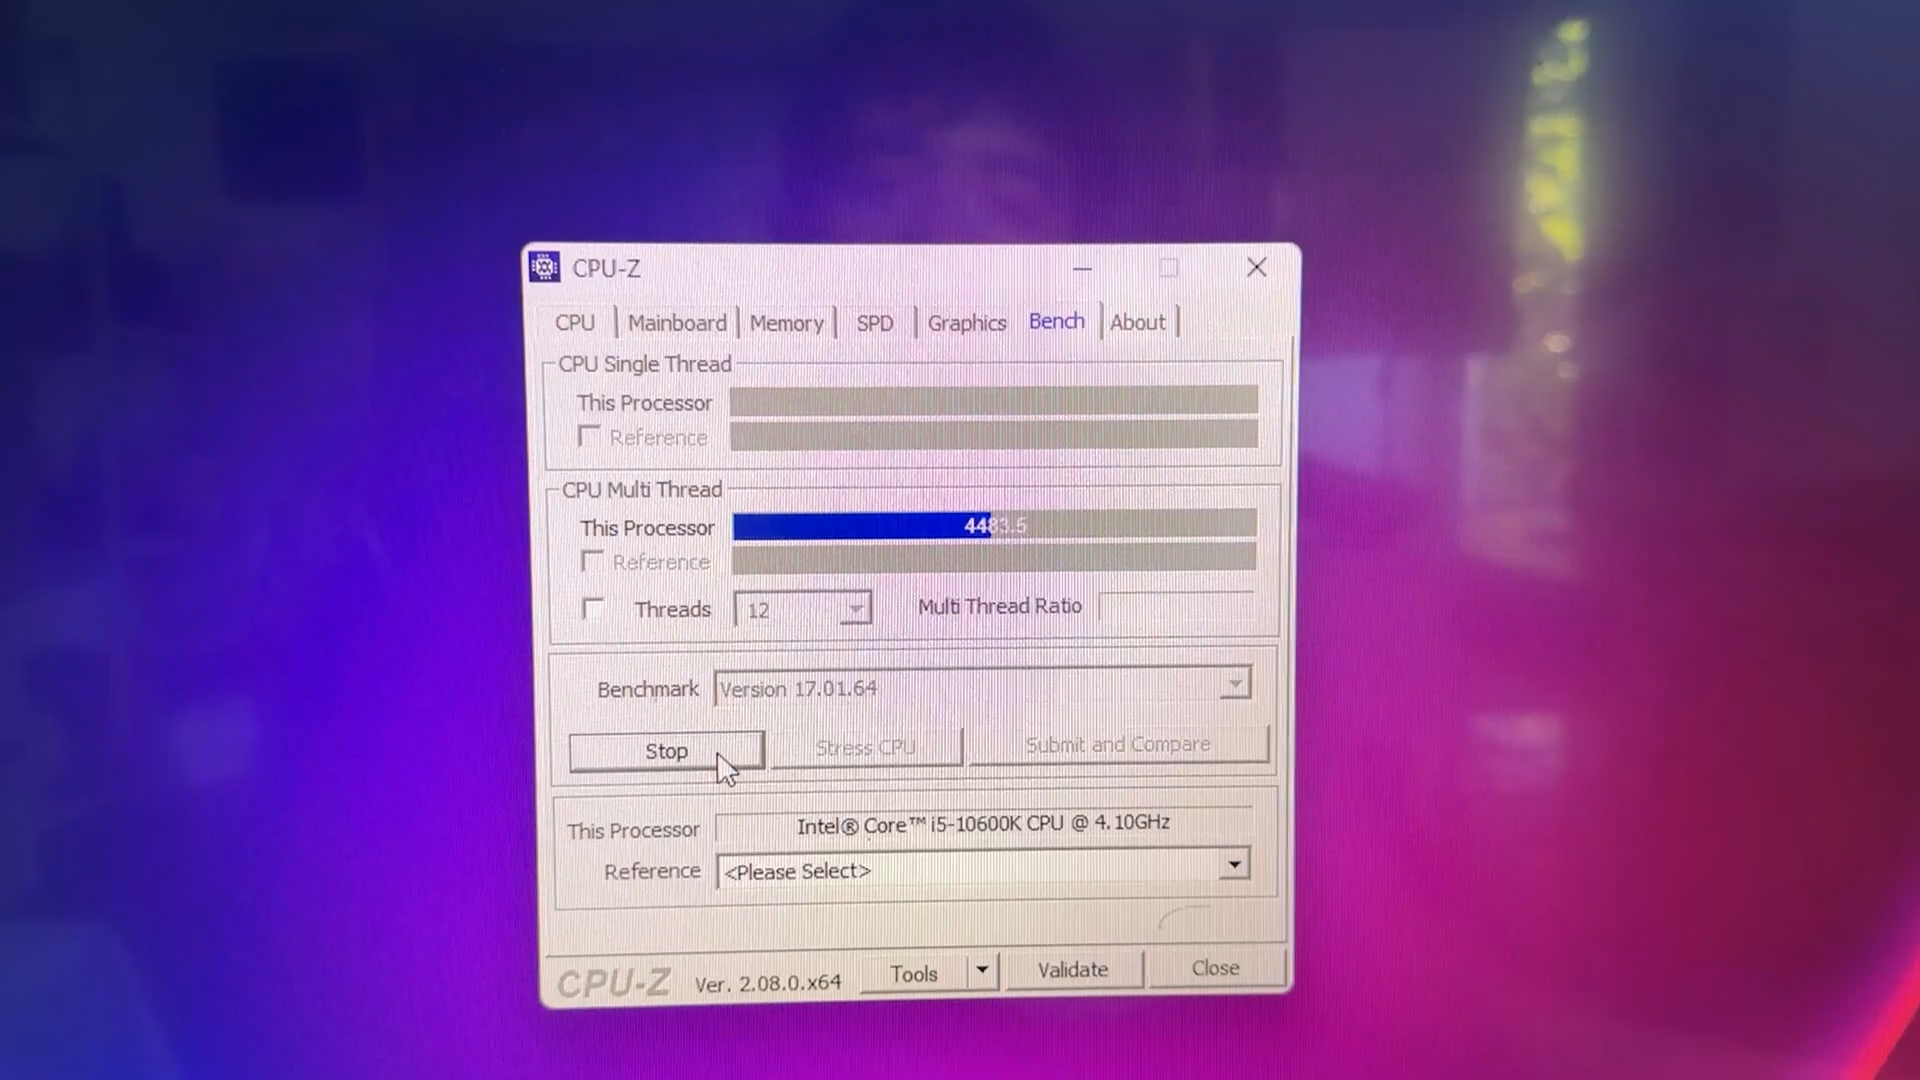 CPU-Z
CPU Mainboard Memory SPD Graphics Bench About
CPU Single Thread
This Processor
Reference
CPU Multi Thread
This Processor 4483.5
Reference
Threads 12 Multi Thread Ratio
Benchmark Version 17.01.64
Stop Stress CPU Submit and Compare
This Processor Intel® Core™ i5-10600K CPU @ 4.10GHz
Reference <Please Select>
CPU-Z Ver. 2.08.0.x64 Tools Validate Close